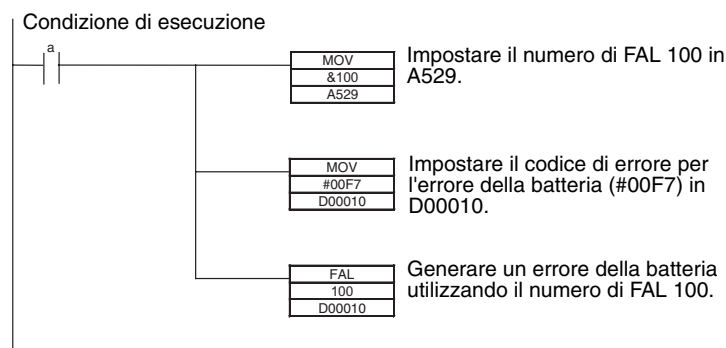 Condizione di esecuzione
a
MOV
&100
A529
Impostare il numero di FAL 100 in
A529.
MOV
#00F7
D00010
Impostare il codice di errore per
l'errore della batteria (#00F7) in
D00010.
FAL
100
D00010
Generare un errore della batteria
utilizzando il numero di FAL 100.